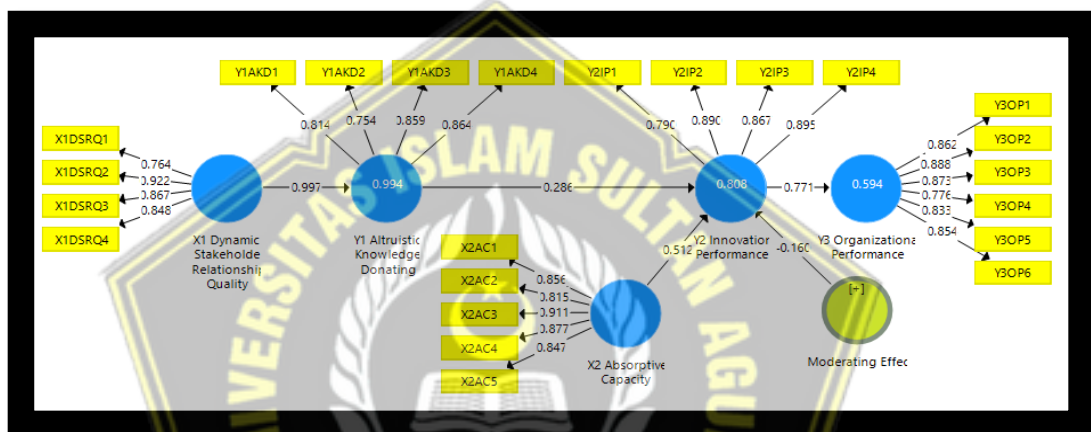 Y1AKD1
Y1AKD2
Y1AKD3
Y1AKD4
Y2IP1
Y2IP2
Y2IP3
Y2IP4
0.814
0.754
0.859
0.864
0.790
0.890
0.867
0.895
X1DSRQ1
X1DSRQ2
X1DSRQ3
X1DSRQ4
0.764
0.922
0.867
0.848
X1 Dynamic
Stakeholde
Relationship
Quality
0.997
0.994
Y1 Altruistic
Knowledge
Donating
0.286
0.808
Y2 Innovation
Performance
0.771
0.594
Y3 Organizationa
Performance
Y3OP1
Y3OP2
Y3OP3
Y3OP4
Y3OP5
Y3OP6
0.862
0.888
0.873
0.776
0.833
0.854
X2AC1
X2AC2
X2AC3
X2AC4
X2AC5
0.856
0.815
0.911
0.877
0.847
X2 Absorptive
Capacity
0.512
-0.160
[+]
Moderating Effec
UNIVERSITAS ISLAM SULTAN AGU